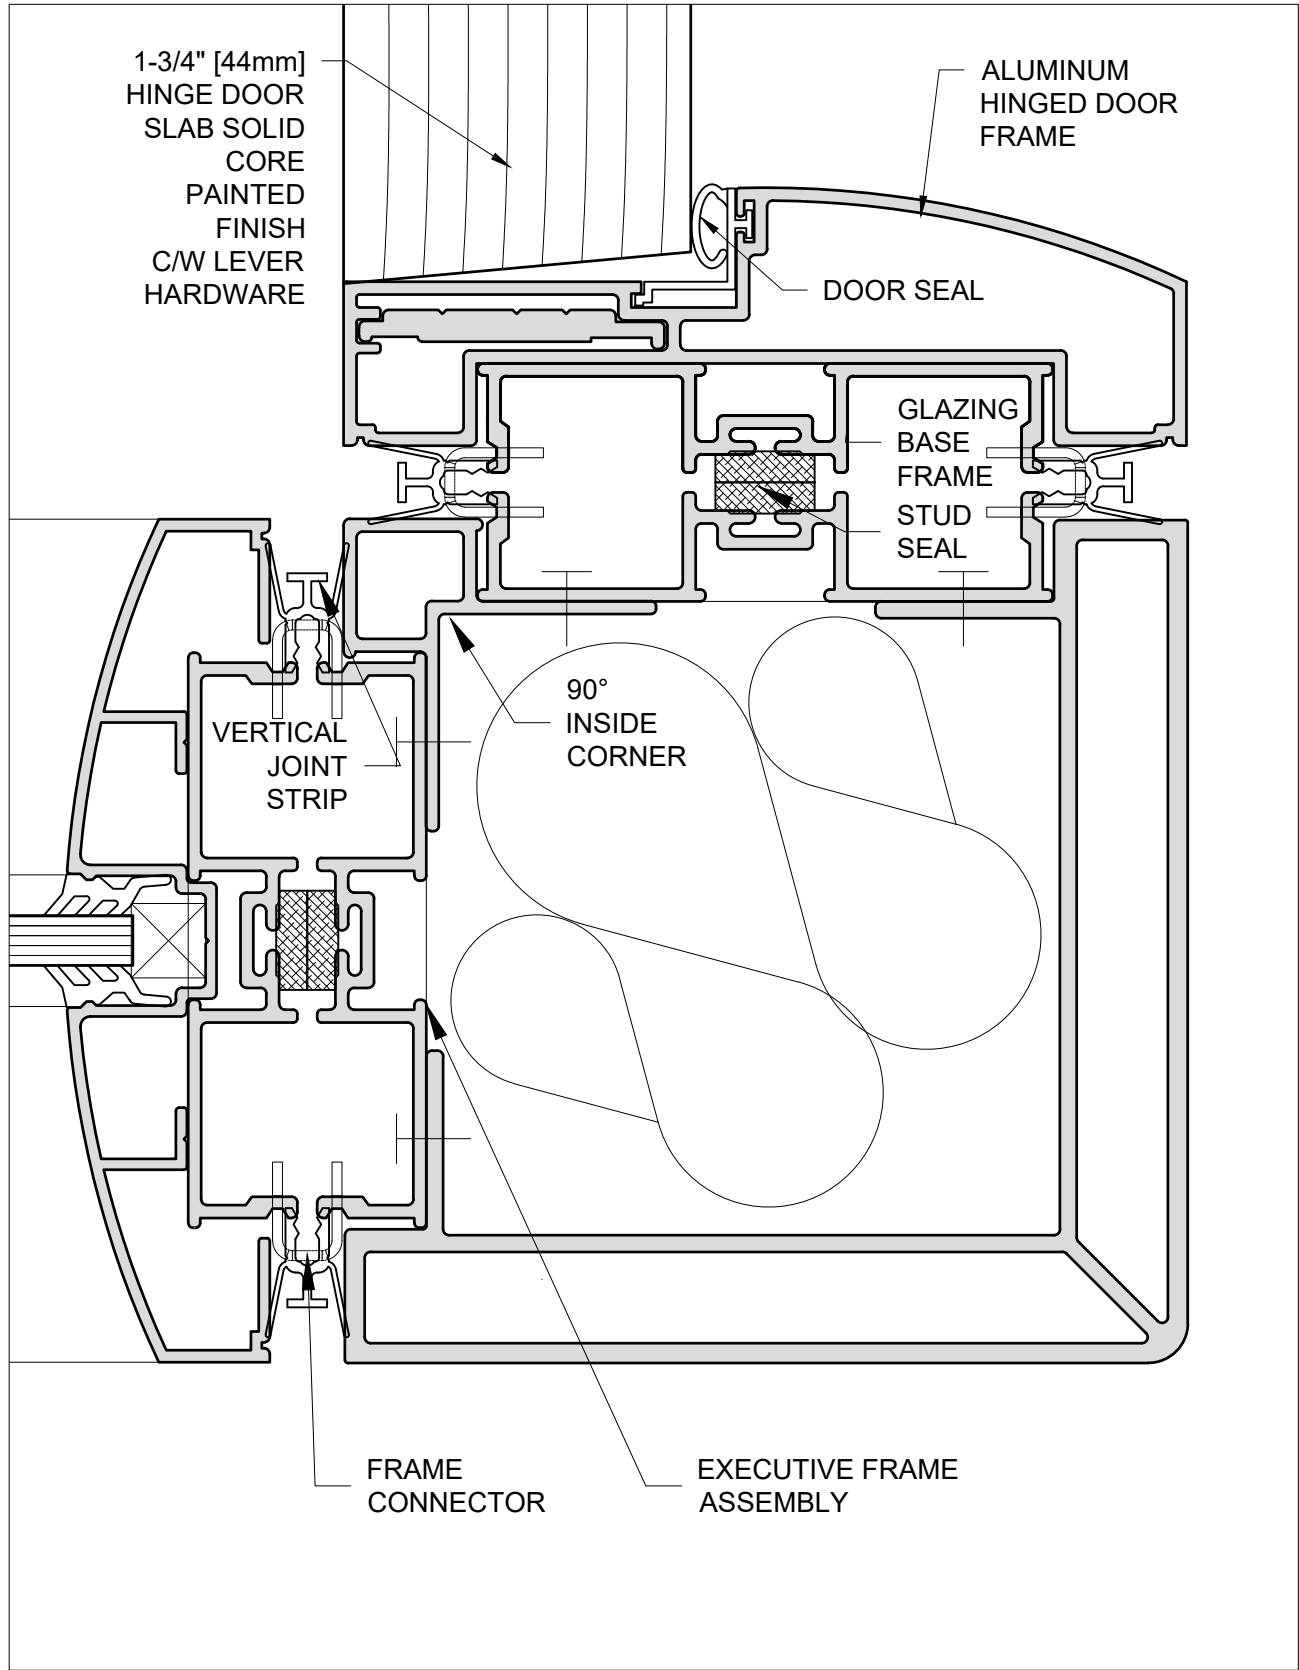 1-3/4" [44mm]
HINGE DOOR
SLAB SOLID
CORE
PAINTED
FINISH
C/W LEVER
HARDWARE
ALUMINUM
HINGED DOOR
FRAME
DOOR SEAL
GLAZING
BASE
FRAME
STUD
SEAL
90°
INSIDE
CORNER
VERTICAL
JOINT
STRIP
FRAME
CONNECTOR
EXECUTIVE FRAME
ASSEMBLY